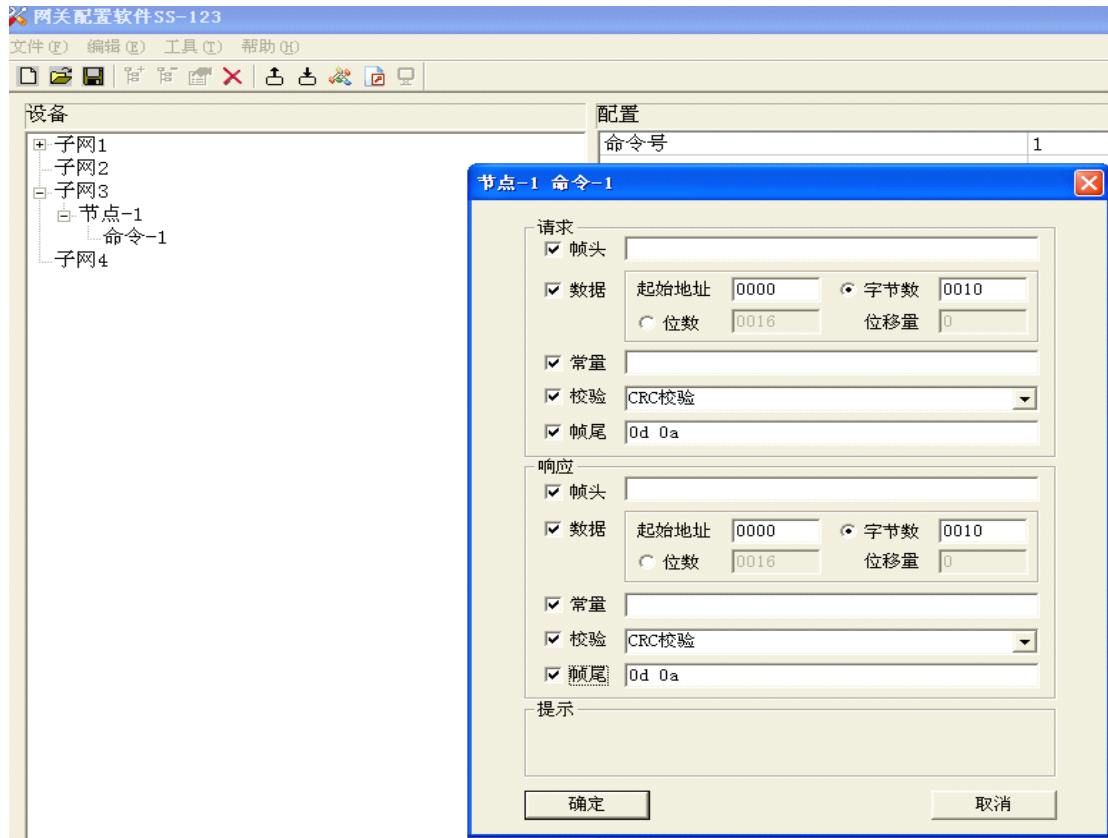 网关配置软件SS-123
文件(F) 编辑(E) 工具(T) 帮助(H)
设备
子网1
子网2
子网3
节点-1
命令-1
子网4
配置
命令号 1
节点-1 命令-1
请求
帧头
数据 起始地址 0000 字节数 0010
位数 0016 位移量 0
常量
校验 CRC校验
帧尾 0d 0a
响应
帧头
数据 起始地址 0000 字节数 0010
位数 0016 位移量 0
常量
校验 CRC校验
帧尾 0d 0a
提示
确定 取消